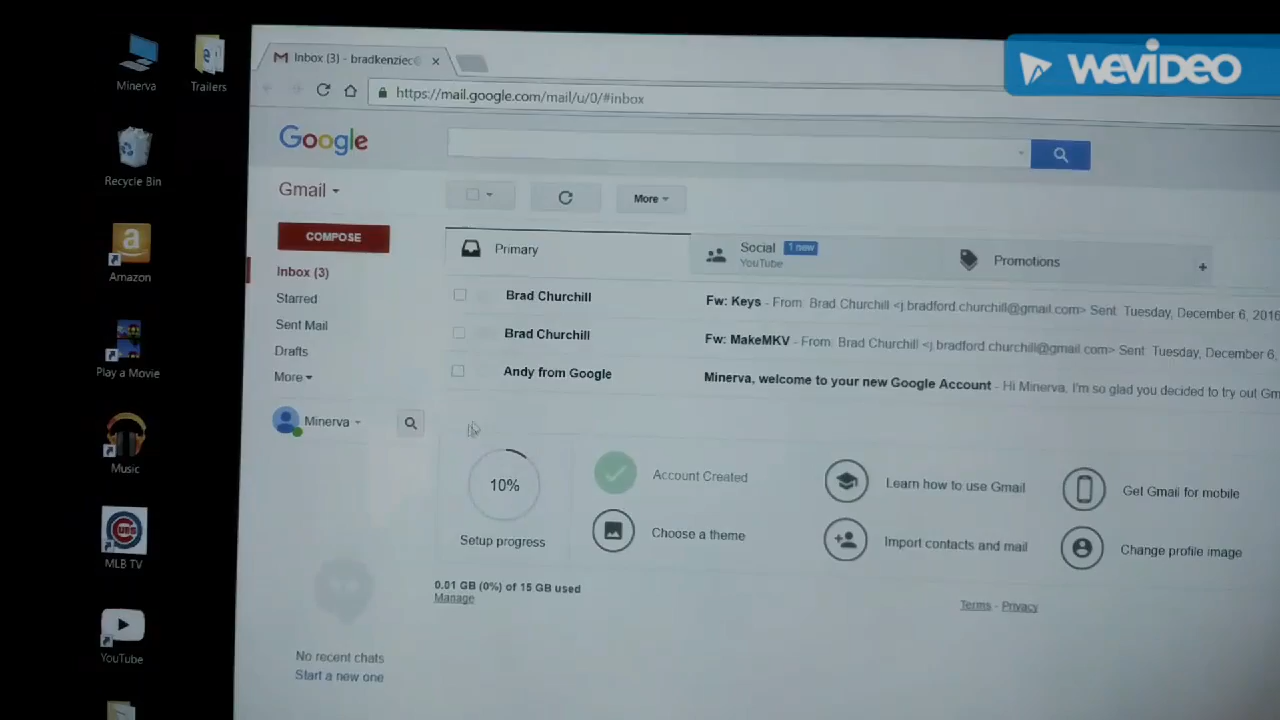 Minerva
Trailers
Recycle Bin
Amazon
Play a Movie
Music
MLB TV
YouTube
CUBS
Inbox (3) - bradkenziec
https://mail.google.com/mail/u/0/#inbox
WEVIDEO
Google
Gmail
More
COMPOSE
Primary
Social 1 new
YouTube
Promotions
Inbox (3)
Starred
Sent Mail
Drafts
More
Minerva
Brad Churchill Fw: Keys - From: Brad Churchill <j.bradford.churchill@gmail.com> Sent: Tuesday, December 6, 2016
Brad Churchill Fw: MakeMKV - From: Brad Churchill <j.bradford.churchill@gmail.com> Sent: Tuesday, December 6,
Andy from Google Minerva, welcome to your new Google Account - Hi Minerva, I'm so glad you decided to try out Gm
10%
Setup progress
Account Created
Learn how to use Gmail
Get Gmail for mobile
Choose a theme
Import contacts and mail
Change profile image
0.01 GB (0%) of 15 GB used
Manage
Terms - Privacy
No recent chats
Start a new one